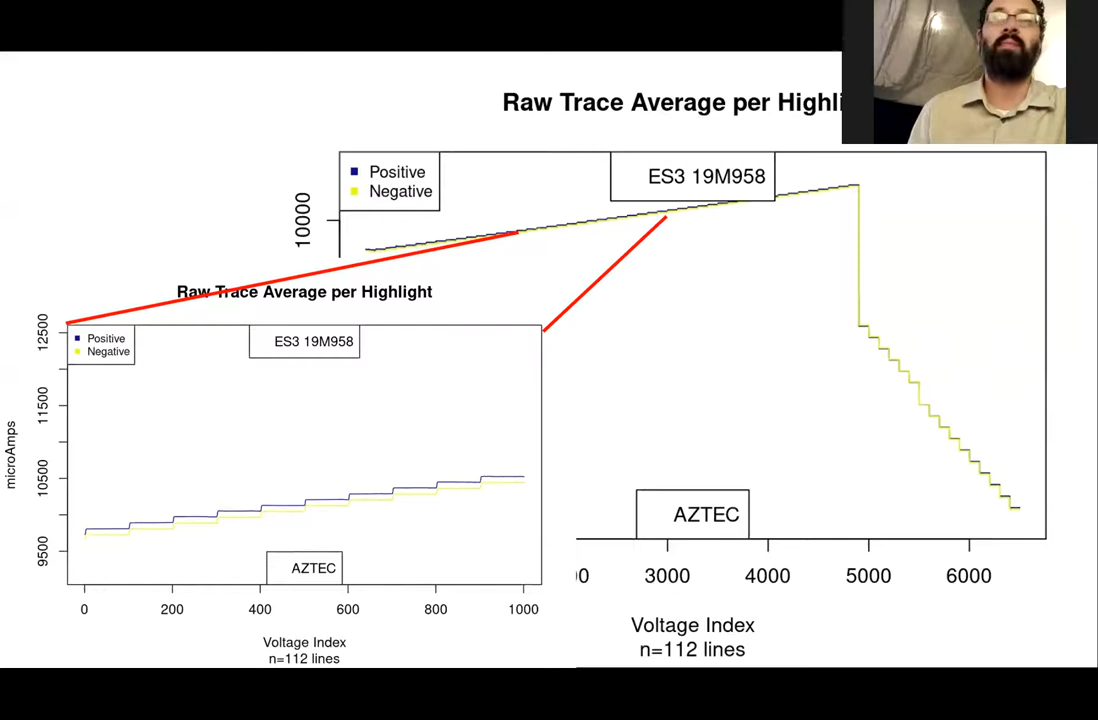 Raw Trace Average per Highli
Positive
Negative
ES3 19M958
10000
AZTEC
00
3000
4000
5000
6000
Voltage Index
n=112 lines
Raw Trace Average per Highlight
Positive
Negative
ES3 19M958
microAmps
12500
11500
10500
9500
AZTEC
0
200
400
600
800
1000
Voltage Index
n=112 lines